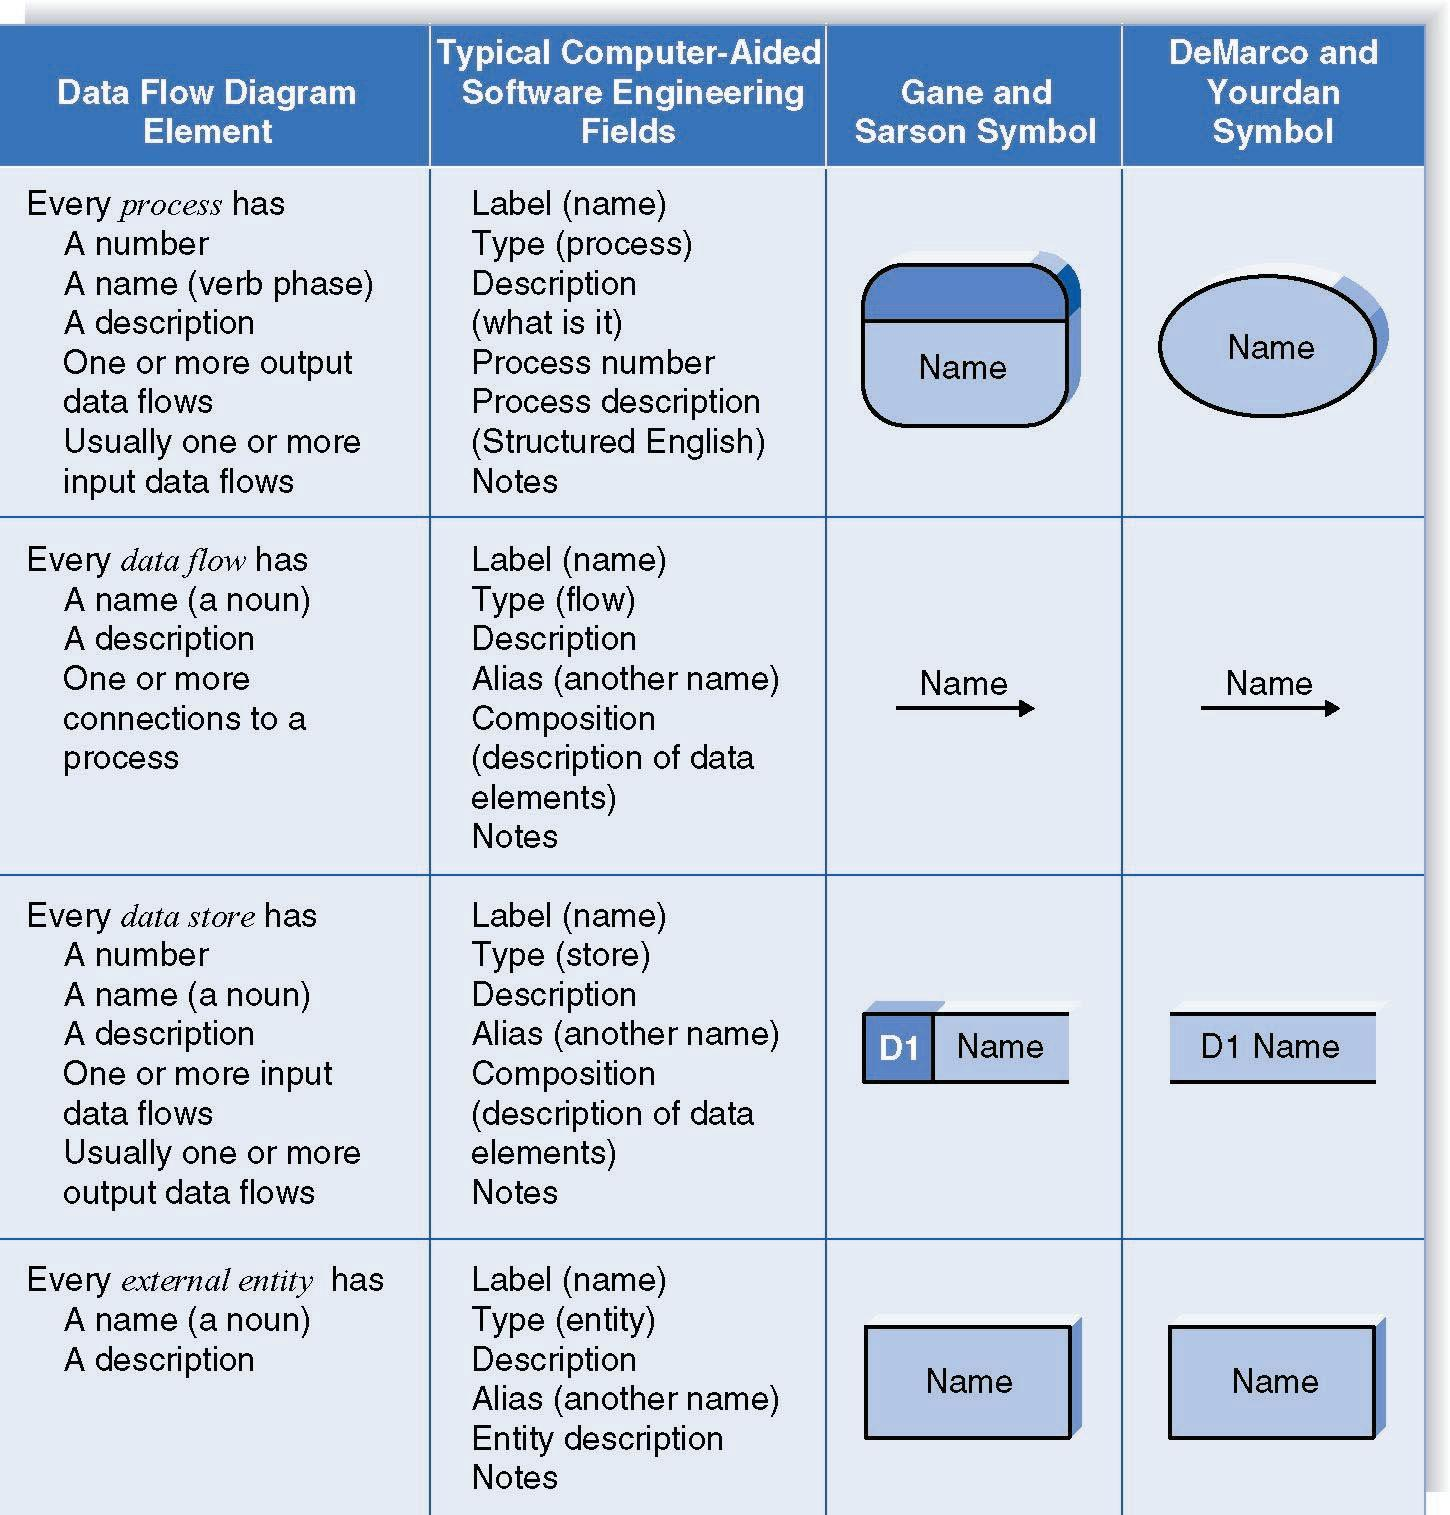 Data Flow Diagram
Element
Typical Computer-Aided
Software Engineering
Fields
Gane and
Sarson Symbol
DeMarco and
Yourdan
Symbol
Every process has
A number
A name (verb phase)
A description
One or more output
data flows
Usually one or more
input data flows
Label (name)
Type (process)
Description
(what is it)
Process number
Process description
(Structured English)
Notes
Name
Name
Every data flow has
A name (a noun)
A description
One or more
connections to a
process
Label (name)
Type (flow)
Description
Alias (another name)
Composition
(description of data
elements)
Notes
Name
Name
Every data store has
A number
A name (a noun)
A description
One or more input
data flows
Usually one or more
output data flows
Label (name)
Type (store)
Description
Alias (another name)
Composition
(description of data
elements)
Notes
D1 Name
D1 Name
Every external entity has
A name (a noun)
A description
Label (name)
Type (entity)
Description
Alias (another name)
Entity description
Notes
Name
Name